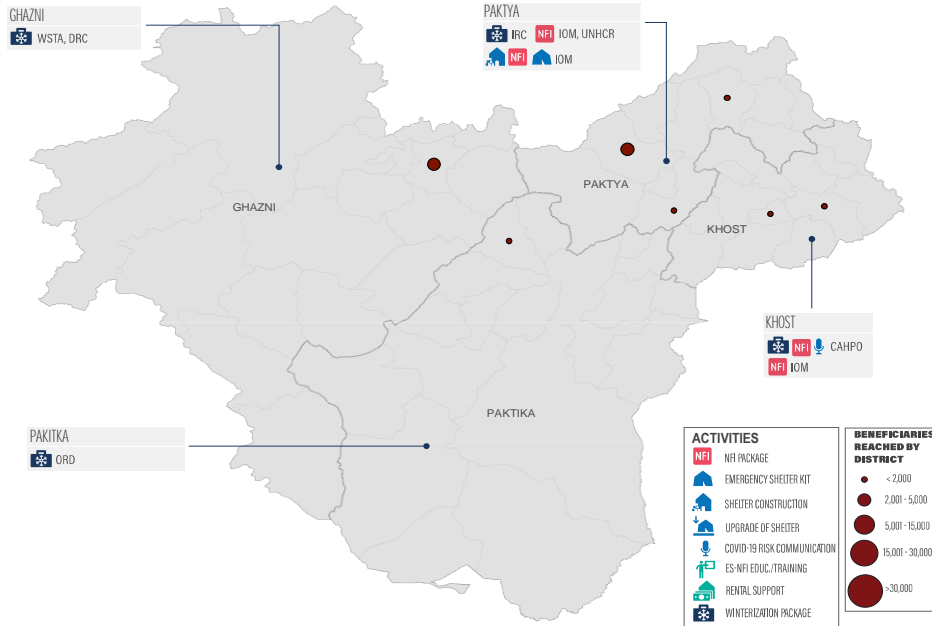 GHAZNI
WSTA, DRC
PAKTYA
IRC NFI IOM, UNHCR
NFI IOM
GHAZNI
PAKTYA
KHOST
PAKTIKA
KHOST
NFI CAHPO
NFI IOM
PAKITKA
ORD
ACTIVITIES
NFI NFI PACKAGE
EMERGENCY SHELTER KIT
SHELTER CONSTRUCTION
UPGRADE OF SHELTER
COVID-19 RISK COMMUNICATION
ES-NFI EDUC./TRAINING
RENTAL SUPPORT
WINTERIZATION PACKAGE
BENEFICIARIES
REACHED BY
DISTRICT
< 2,000
2,001 - 5,000
5,001 - 15,000
15,001 - 30,000
>30,000